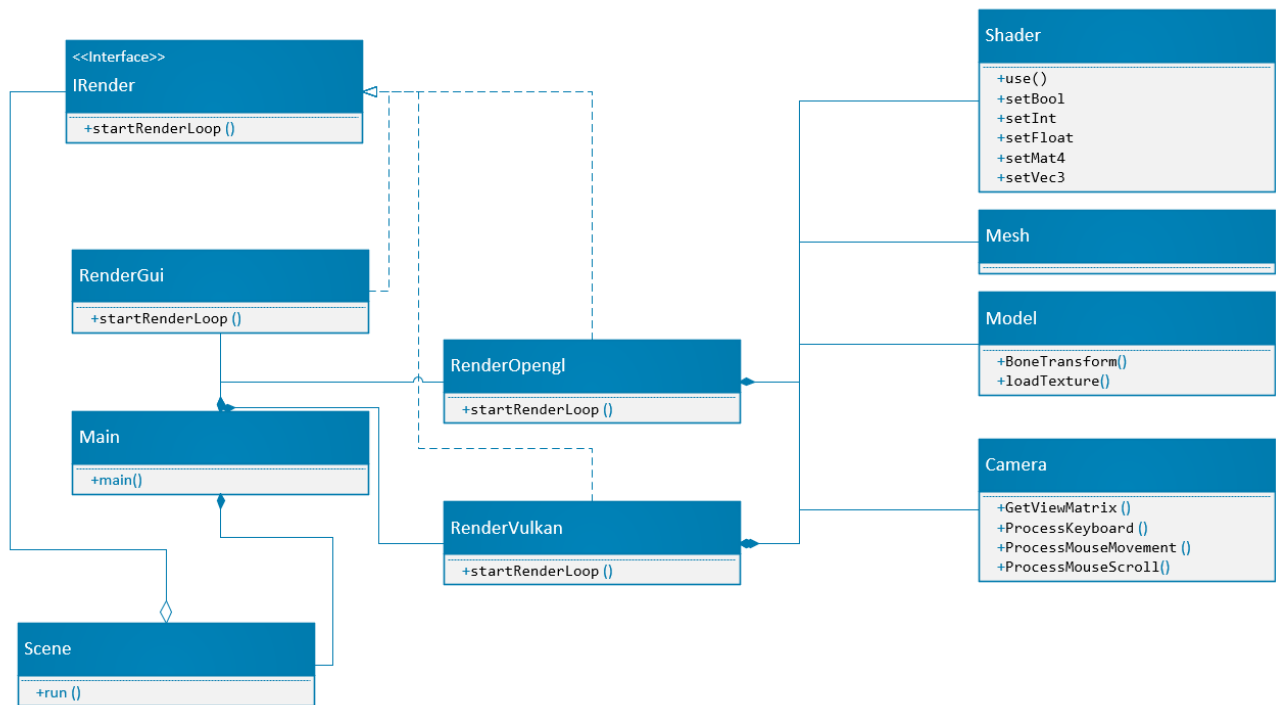 <<Interface>>
IRender
+startRenderLoop ()
RenderGui
+startRenderLoop ()
Main
+main()
Scene
+run ()
RenderOpengl
+startRenderLoop ()
RenderVulkan
+startRenderLoop ()
Shader
+use()
+setBool
+setInt
+setFloat
+setMat4
+setVec3
Mesh
Model
+BoneTransform()
+loadTexture()
Camera
+GetViewMatrix ()
+ProcessKeyboard ()
+ProcessMouseMovement ()
+ProcessMouseScroll()